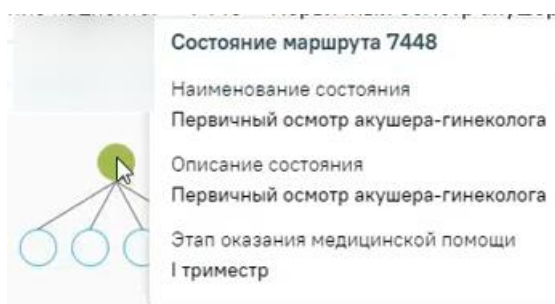 Состояние маршрута 7448
Наименование состояния
Первичный осмотр акушера-гинеколога
Описание состояния
Первичный осмотр акушера-гинеколога
Этап оказания медицинской помощи
I триместр